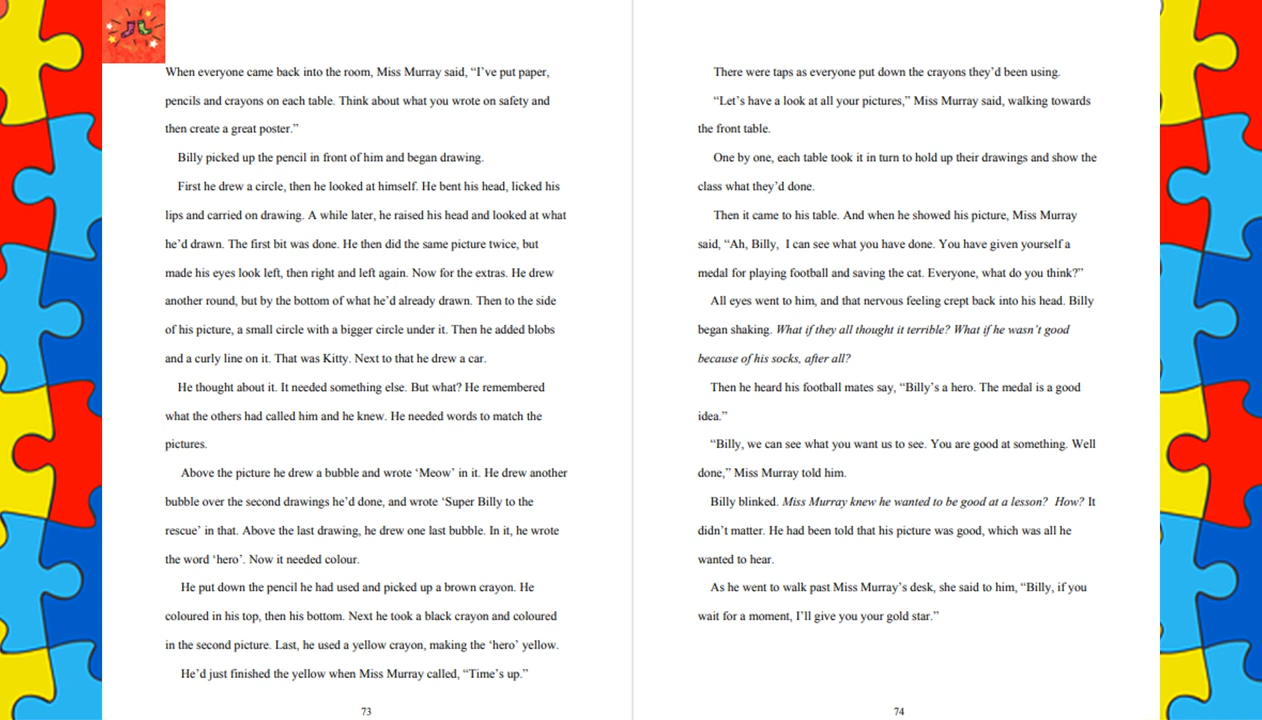 When everyone came back into the room, Miss Murray said, “I’ve put paper,
pencils and crayons on each table. Think about what you wrote on safety and
then create a great poster.”
Billy picked up the pencil in front of him and began drawing.
First he drew a circle, then he looked at himself. He bent his head, licked his
lips and carried on drawing. A while later, he raised his head and looked at what
he’d drawn. The first bit was done. He then did the same picture twice, but
made his eyes look left, then right and left again. Now for the extras. He drew
another round, but by the bottom of what he’d already drawn. Then to the side
of his picture, a small circle with a bigger circle under it. Then he added blobs
and a curly line on it. That was Kitty. Next to that he drew a car.
He thought about it. It needed something else. But what? He remembered
what the others had called him and he knew. He needed words to match the
pictures.
Above the picture he drew a bubble and wrote ‘Meow’ in it. He drew another
bubble over the second drawings he’d done, and wrote ‘Super Billy to the
rescue’ in that. Above the last drawing, he drew one last bubble. In it, he wrote
the word ‘hero’. Now it needed colour.
He put down the pencil he had used and picked up a brown crayon. He
coloured in his top, then his bottom. Next he took a black crayon and coloured
in the second picture. Last, he used a yellow crayon, making the ‘hero’ yellow.
He’d just finished the yellow when Miss Murray called, “Time’s up.”
73
There were taps as everyone put down the crayons they’d been using.
“Let’s have a look at all your pictures,” Miss Murray said, walking towards
the front table.
One by one, each table took it in turn to hold up their drawings and show the
class what they’d done.
Then it came to his table. And when he showed his picture, Miss Murray
said, “Ah, Billy,  I can see what you have done. You have given yourself a
medal for playing football and saving the cat. Everyone, what do you think?”
All eyes went to him, and that nervous feeling crept back into his head. Billy
began shaking. What if they all thought it terrible? What if he wasn’t good
because of his socks, after all?
Then he heard his football mates say, “Billy’s a hero. The medal is a good
idea.”
“Billy, we can see what you want us to see. You are good at something. Well
done,” Miss Murray told him.
Billy blinked. Miss Murray knew he wanted to be good at a lesson?  How? It
didn’t matter. He had been told that his picture was good, which was all he
wanted to hear.
As he went to walk past Miss Murray’s desk, she said to him, “Billy, if you
wait for a moment, I’ll give you your gold star.”
74